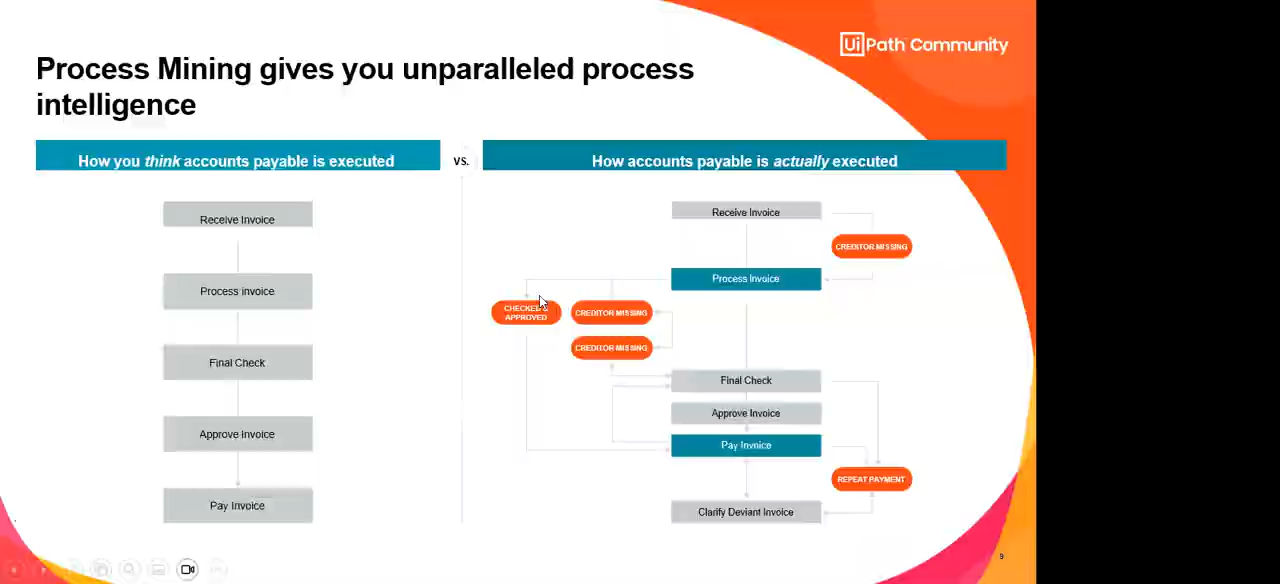 UiPath Community
Process Mining gives you unparalleled process
intelligence
How you think accounts payable is executed
vs.
How accounts payable is actually executed
Receive Invoice
Process invoice
Final Check
Approve Invoice
Pay Invoice
Receive Invoice
CREDITOR MISSING
Process Invoice
CHECKED &
APPROVED
CREDITOR MISSING
CREDITOR MISSING
Final Check
Approve Invoice
Pay Invoice
REPEAT PAYMENT
Clarify Deviant Invoice
9